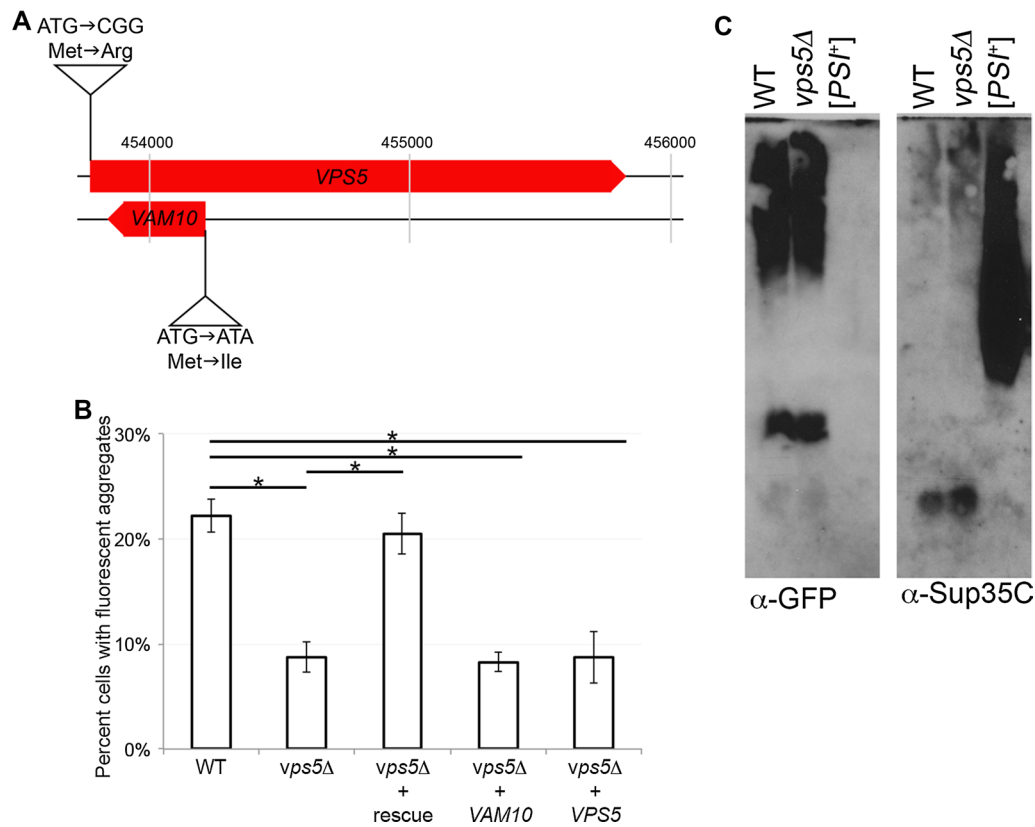 A
ATG→CGG
Met→Arg
454000
455000
456000
VPS5
VAM10
ATG→ATA
Met→Ile
B
Percent cells with fluorescent aggregates
30%
20%
10%
0%
*
*
*
*
WT
vps5Δ
vps5Δ
+
rescue
vps5Δ
+
VAM10
vps5Δ
+
VPS5
C
WT
vps5Δ
[PSI+]
WT
vps5Δ
[PSI+]
α-GFP
α-Sup35C